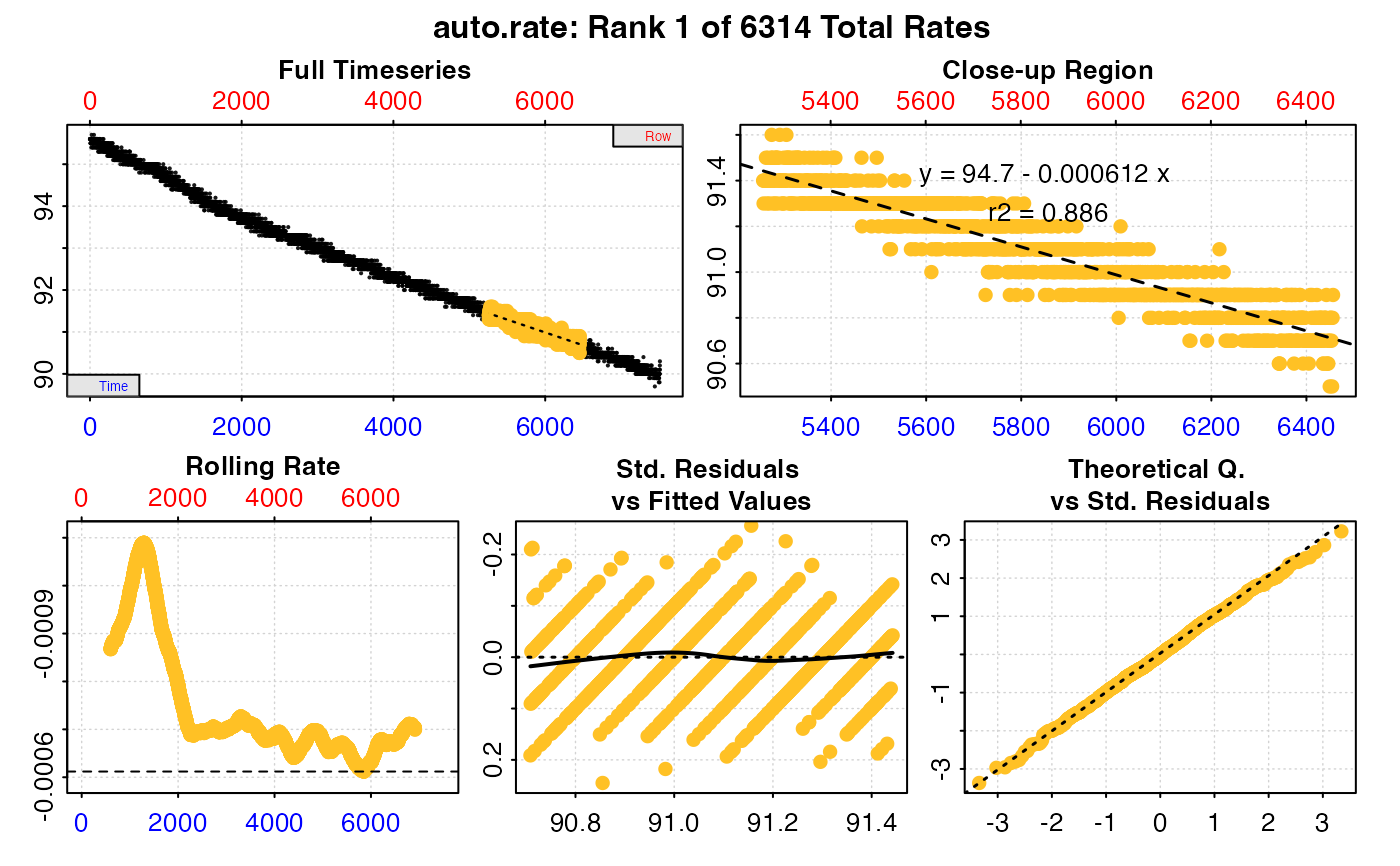 auto.rate: Rank 1 of 6314 Total Rates
Full Timeseries
0 2000 4000 6000
Row
94
92
90
Time
0 2000 4000 6000
Close-up Region
5400 5600 5800 6000 6200 6400
y = 94.7 - 0.000612 x
r2 = 0.886
91.4
91.0
90.6
5400 5600 5800 6000 6200 6400
Rolling Rate
0 2000 4000 6000
-0.0009
-0.0006
0 2000 4000 6000
Std. Residuals
vs Fitted Values
-0.2
0.0
0.2
90.8 91.0 91.2 91.4
Theoretical Q.
vs Std. Residuals
3
2
1
-1
-3
-3 -2 -1 0 1 2 3